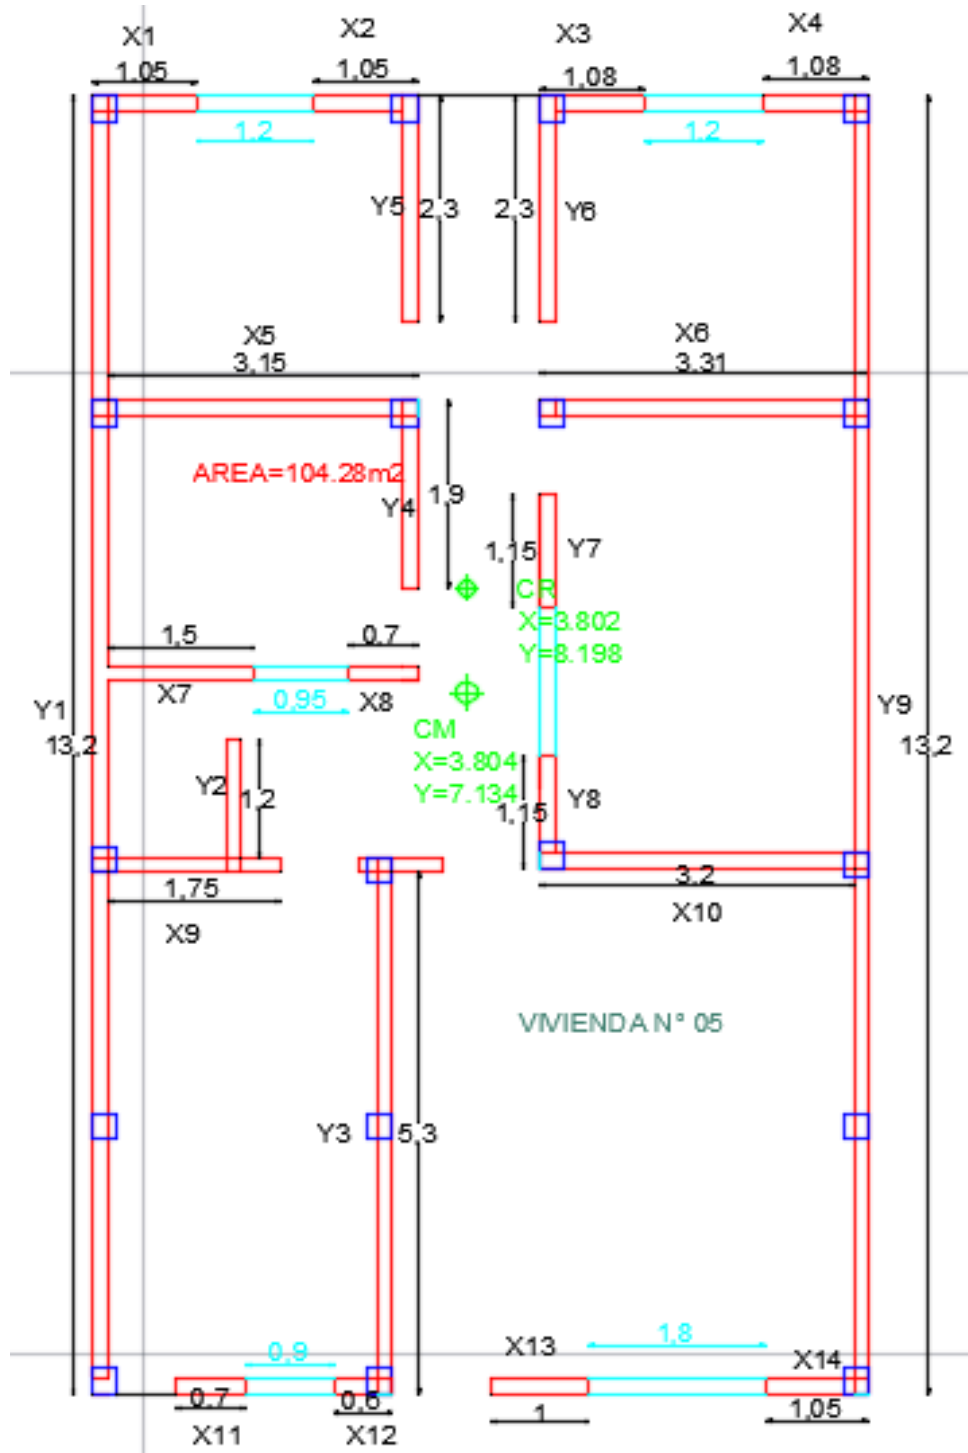 X1
X2
X3
X4
1,05
1,05
1,08
1,08
1,2
1,2
Y5
2,3
2,3
Y6
X5
3,15
X6
3,31
AREA=104.28m2
1,9
Y4
1,15
Y7
CR
X=3.802
Y=8.198
1,5
0,7
X7
0,95
X8
Y1
13,2
Y9
13,2
CM
X=3.804
Y=7.134
Y2
1,2
1,15
Y8
1,75
X9
3,2
X10
VIVIENDA N° 05
Y3
5,3
0,9
X13
1,8
X14
0,7
0,6
1
1,05
X11
X12